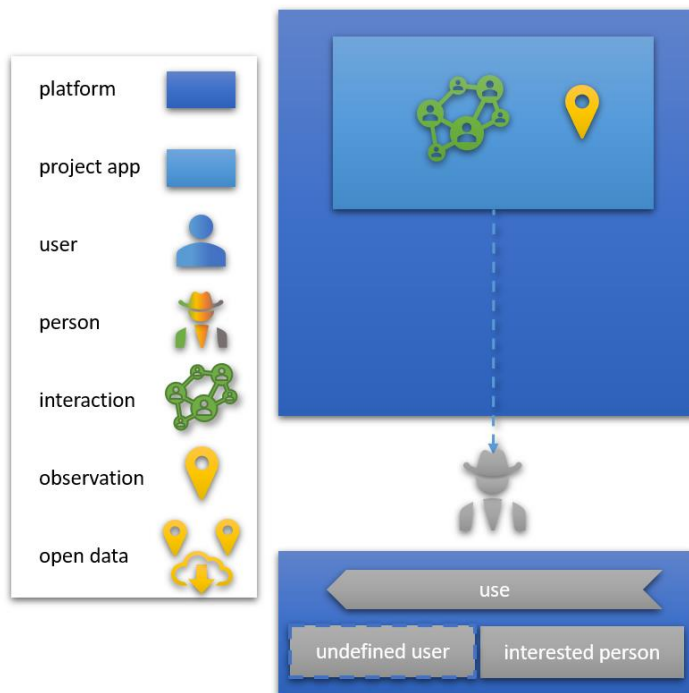 platform
project app
user
person
interaction
observation
open data
use
undefined user
interested person